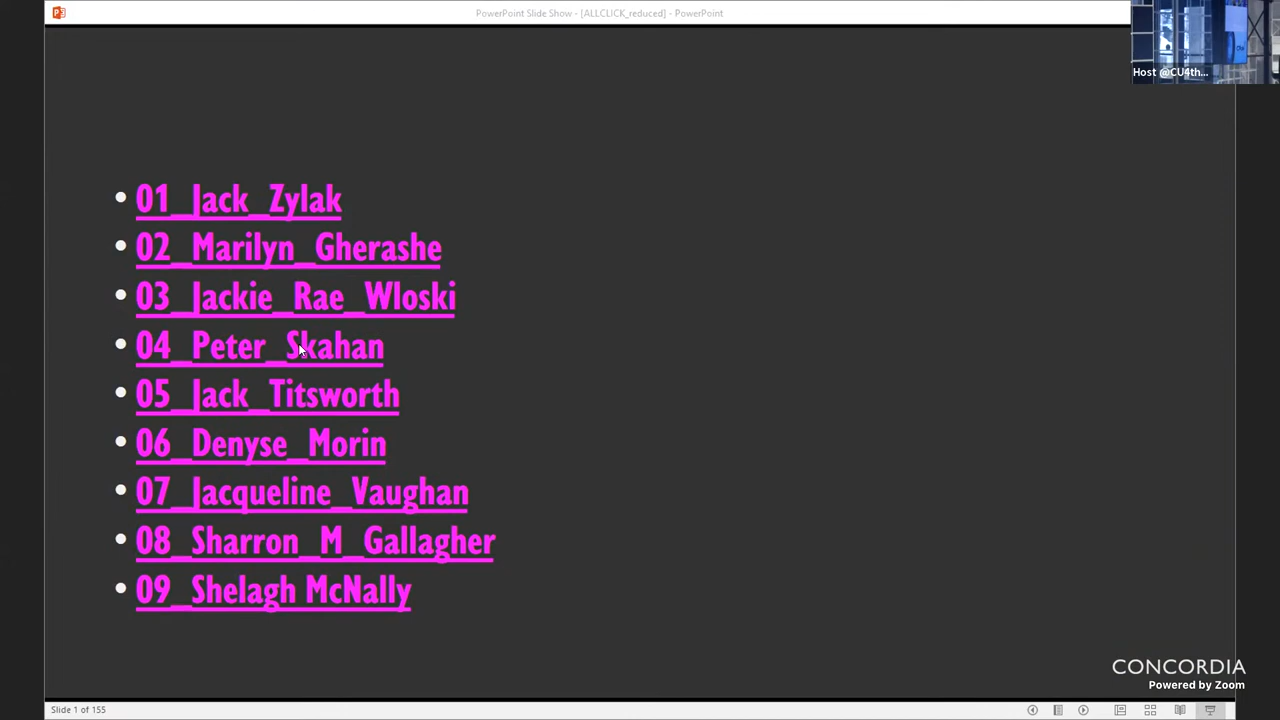 PowerPoint Slide Show - [ALLCLICK_reduced] - PowerPoint
Host @CU4th...
• 01_Jack_Zylak
• 02_Marilyn_Gherashe
• 03_Jackie_Rae_Wloski
• 04_Peter_Skahan
• 05_Jack_Titsworth
• 06_Denyse_Morin
• 07_Jacqueline_Vaughan
• 08_Sharron_M_Gallagher
• 09_Shelagh McNally
CONCORDIA
Powered by Zoom
Slide 1 of 155